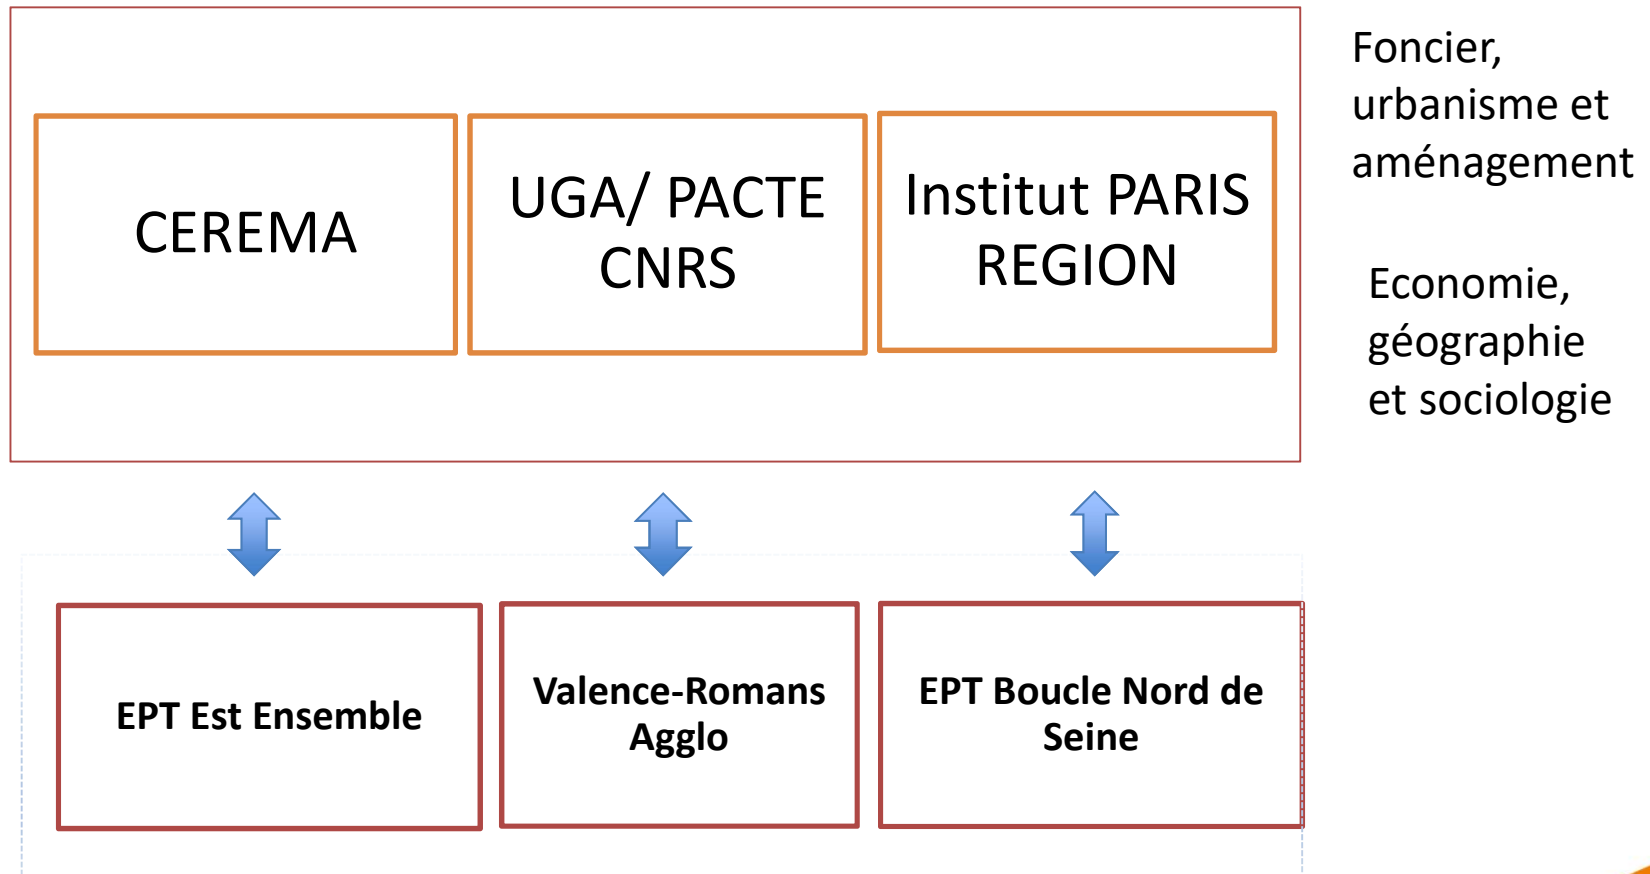 CEREMA
UGA/ PACTE
CNRS
Institut PARIS
REGION
Foncier,
urbanisme et
aménagement
Economie,
géographie
et sociologie
EPT Est Ensemble
Valence-Romans
Agglo
EPT Boucle Nord de
Seine